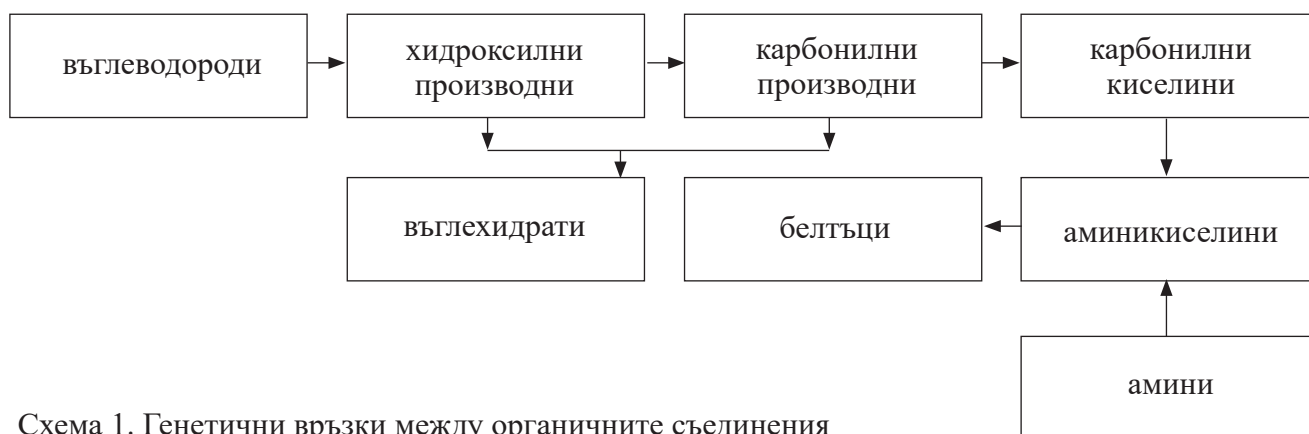 въглеводороди
хидроксилни
производни
карбонилни
производни
карбонилни
киселини
въглехидрати
белтъци
аминикиселини
амини
Схема 1. Генетични връзки между органичните съединения